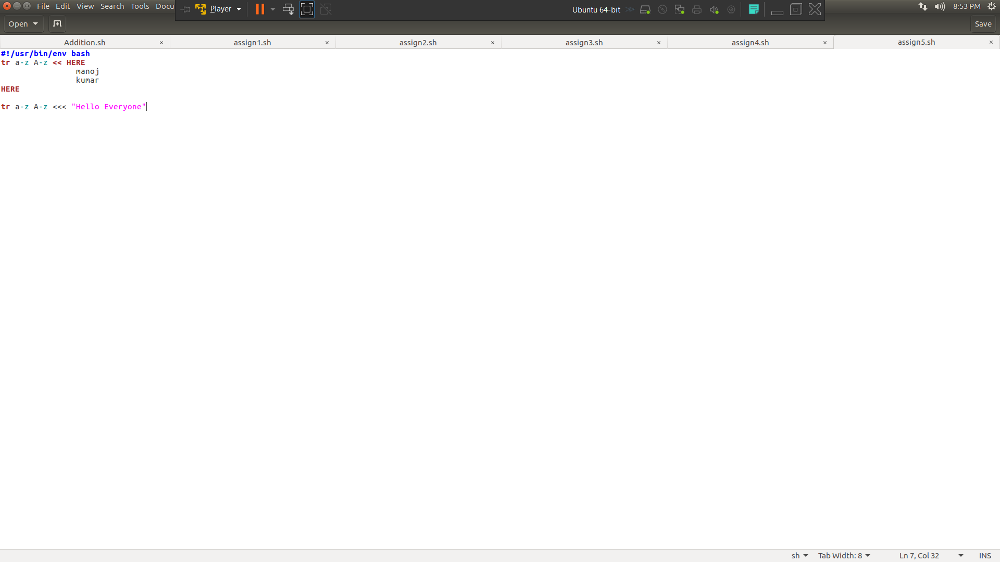 File Edit View Search Tools Docu Player Ubuntu 64-bit 8:53 PM
Open Save
Addition.sh assign1.sh assign2.sh assign3.sh assign4.sh assign5.sh
#!/usr/bin/env bash
tr a-z A-z << HERE
manoj
kumar
HERE
tr a-z A-z <<< "Hello Everyone"
sh Tab Width: 8 Ln 7, Col 32 INS